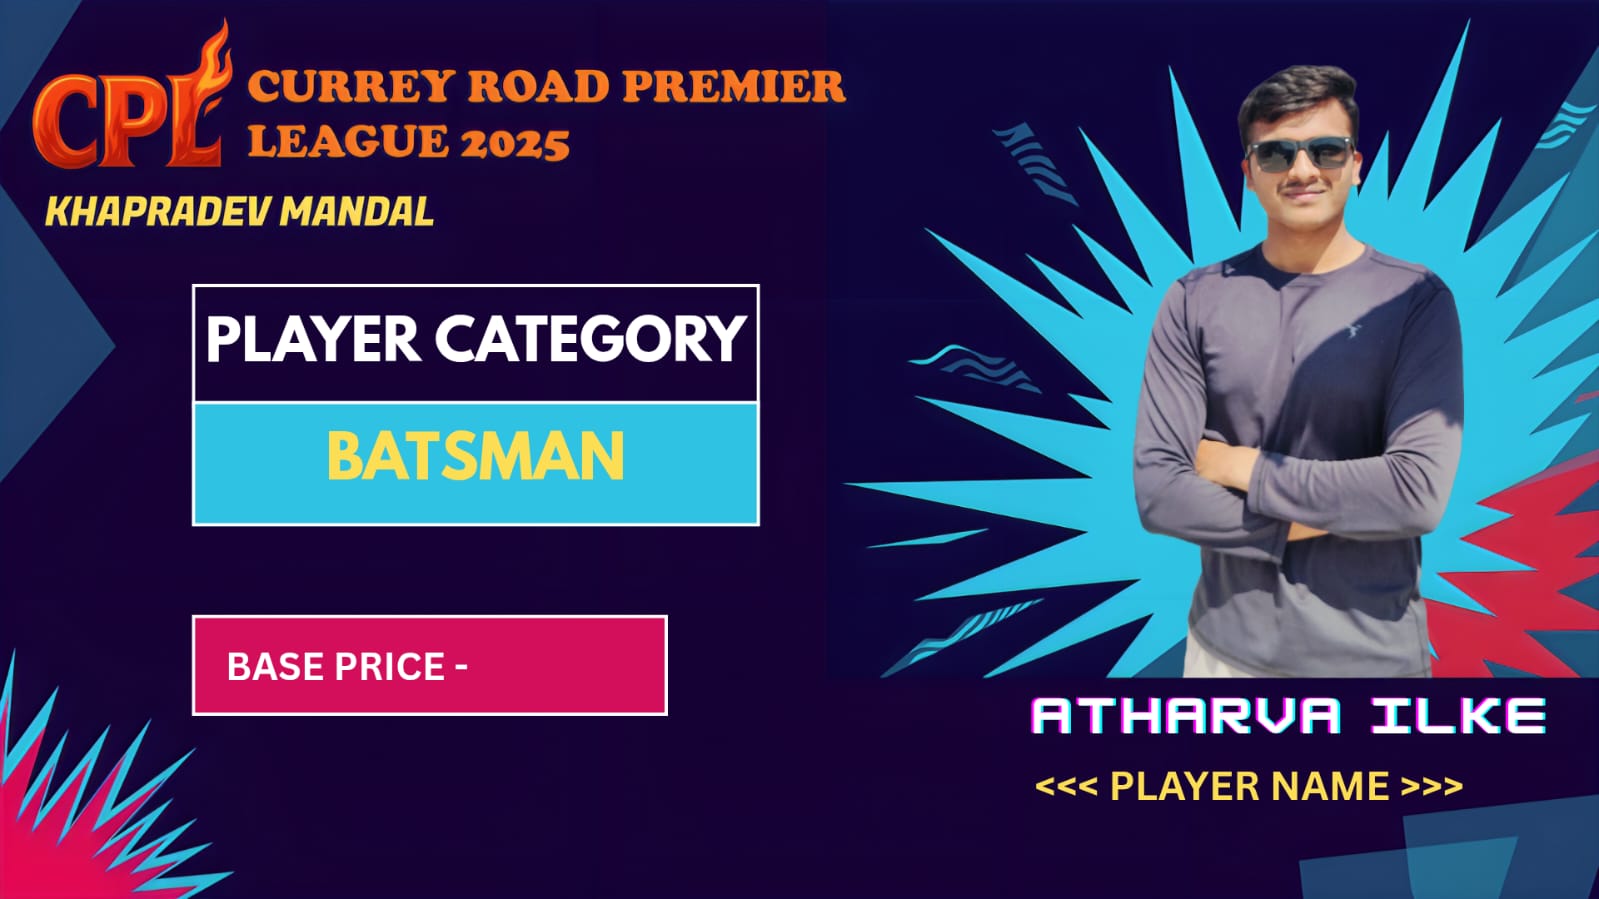 CPL
CURREY ROAD PREMIER
LEAGUE 2025
KHAPRADEV MANDAL
PLAYER CATEGORY
BATSMAN
BASE PRICE -
ATHARVA ILKE
<<< PLAYER NAME >>>